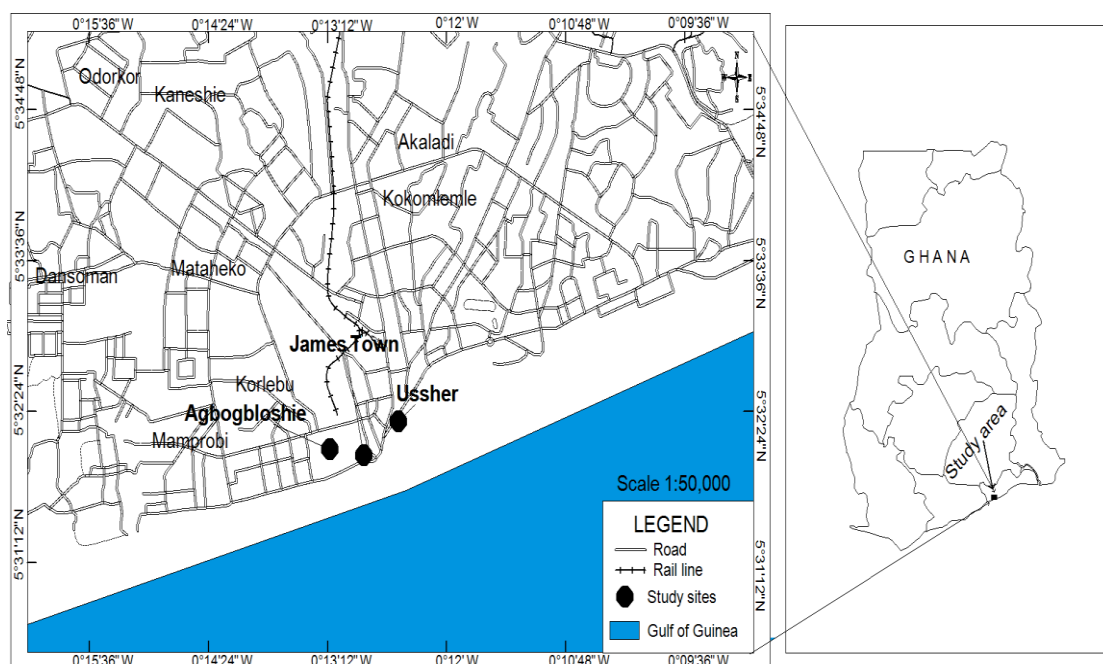 0°15'36"W 0°14'24"W 0°13'12"W 0°12'W 0°10'48"W 0°09'36"W
Odorkor
Kaneshie
N
5°34'48"N
5°34'48"N
Akaladi
Kokomlemle
5°33'36"N
Dansoman
Mataheko
5°33'36"N
James Town
Korlebu
Ussher
5°32'24"N
Agbogbloshie
5°32'24"N
Mamprobi
Scale 1:50,000
LEGEND
Road
Rail line
Study sites
Gulf of Guinea
5°31'12"N
5°31'12"N
0°15'36"W 0°14'24"W 0°13'12"W 0°12'W 0°10'48"W 0°09'36"W
GHANA
Study area